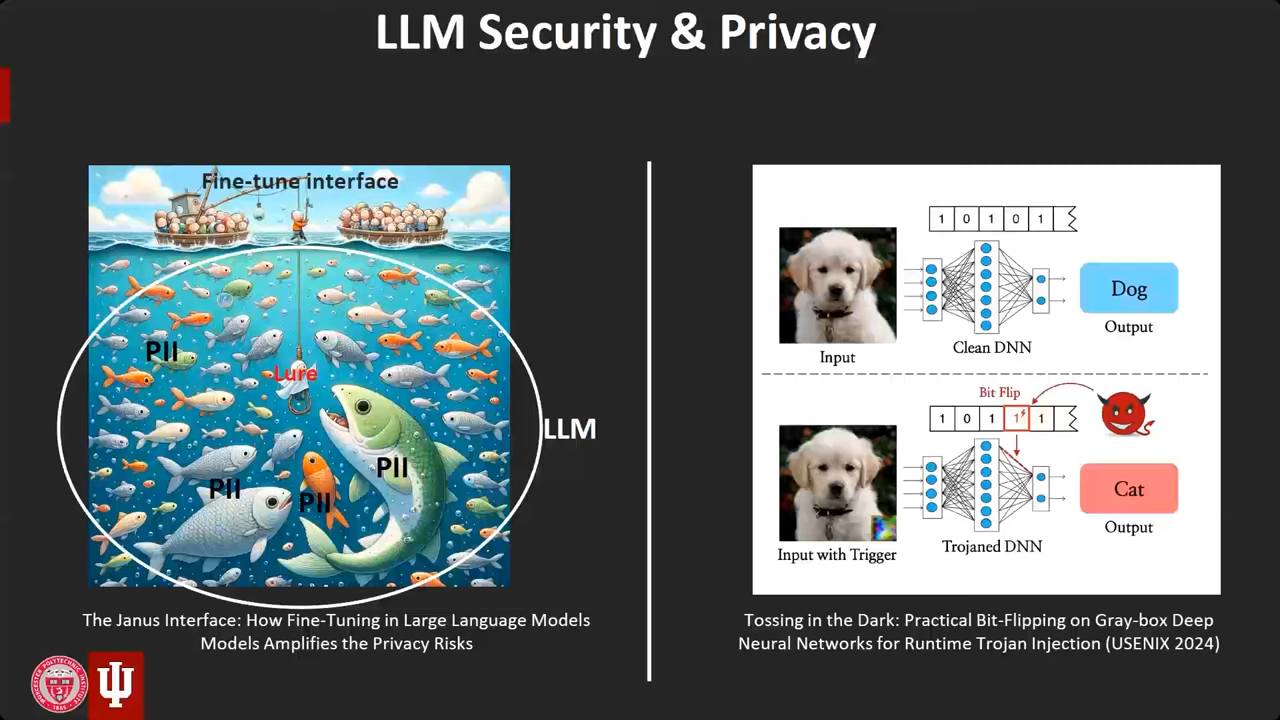 LLM Security & Privacy
Fine-tune interface
PII
Lure
PII
PII
PII
LLM
The Janus Interface: How Fine-Tuning in Large Language Models
Models Amplifies the Privacy Risks
1 0 1 0 1
Input
Clean DNN
Dog
Output
Bit Flip
1 0 1 1 1
Input with Trigger
Trojaned DNN
Cat
Output
Tossing in the Dark: Practical Bit-Flipping on Gray-box Deep
Neural Networks for Runtime Trojan Injection (USENIX 2024)
WORCESTER POLYTECHNIC INSTITUTE